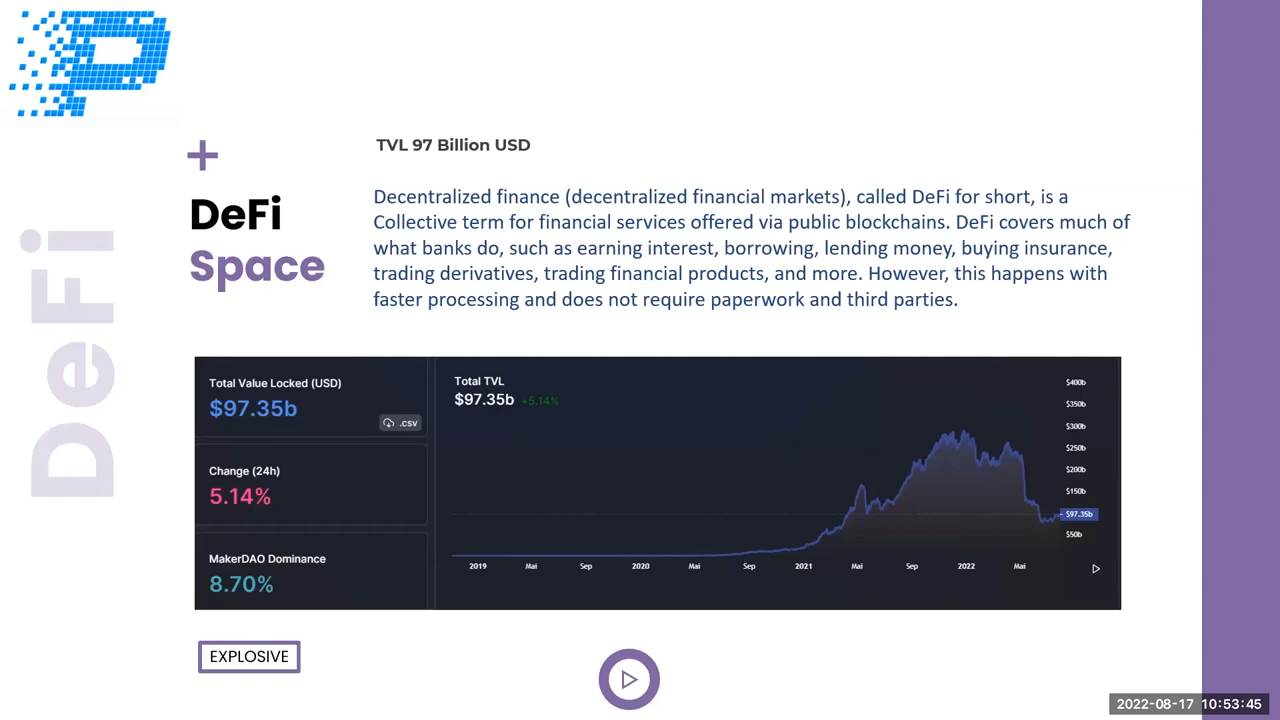 TVL 97 Billion USD
DeFi
Space
Decentralized finance (decentralized financial markets), called DeFi for short, is a
Collective term for financial services offered via public blockchains. DeFi covers much of
what banks do, such as earning interest, borrowing, lending money, buying insurance,
trading derivatives, trading financial products, and more. However, this happens with
faster processing and does not require paperwork and third parties.
DeFi
Total Value Locked (USD)
$97.35b
.csv
Change (24h)
5.14%
MakerDAO Dominance
8.70%
Total TVL
$97.35b +5.14%
$400b
$350b
$300b
$250b
$200b
$150b
$97.35b
$50b
2019 Mai Sep 2020 Mai Sep 2021 Mai Sep 2022 Mai
EXPLOSIVE
2022-08-17 10:53:45